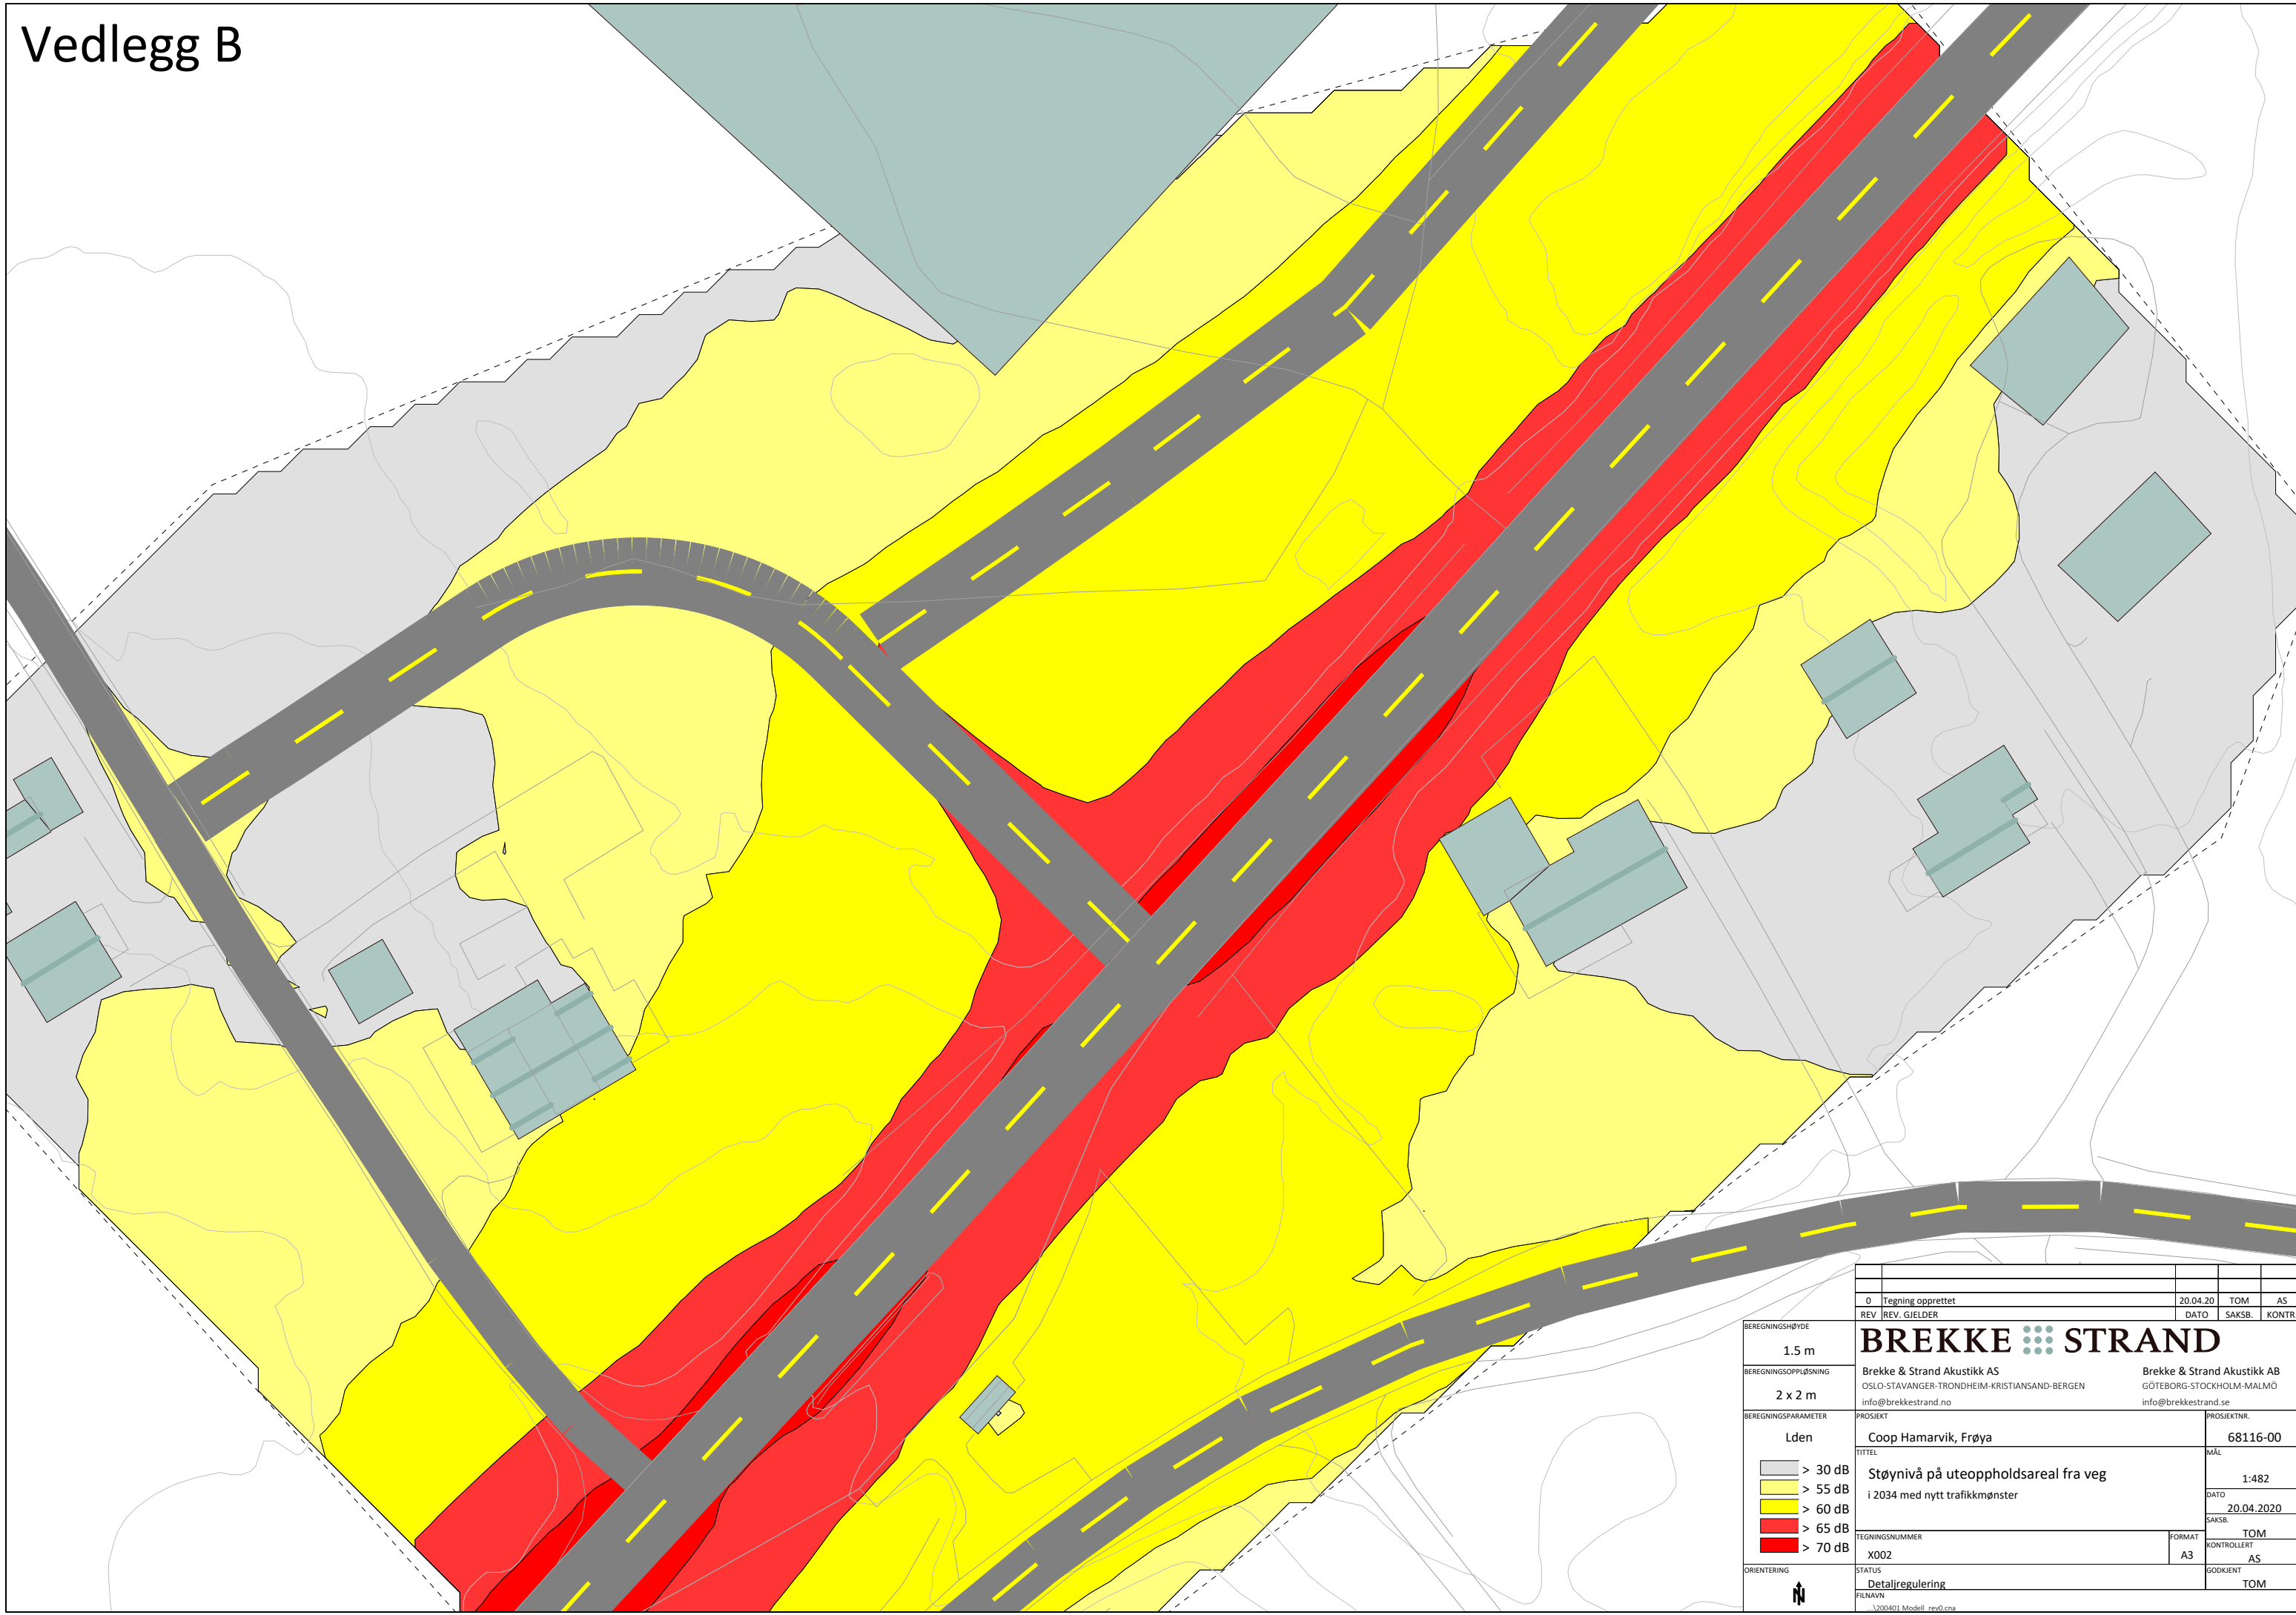 Vedlegg B
0 Tegning opprettet 20.04.20 TOM AS
REV REV. GJELDER DATO SAKSB. KONTR.
BEREGNINGSHØYDE
1.5 m
BEREGNINGSOPPLØSNING
2 x 2 m
BEREGNINGSPARAMETER
Lden
> 30 dB
> 55 dB
> 60 dB
> 65 dB
> 70 dB
ORIENTERING
N
BREKKE STRAND
Brekke & Strand Akustikk AS Brekke & Strand Akustikk AB
OSLO-STAVANGER-TRONDHEIM-KRISTIANSAND-BERGEN GÖTEBORG-STOCKHOLM-MALMÖ
info@brekkestrand.no info@brekkestrand.se
PROSJEKT
Coop Hamarvik, Frøya
PROSJEKTNR.
68116-00
TITTEL
Støynivå på uteoppholdsareal fra veg
i 2034 med nytt trafikkmønster
MÅL
1:482
DATO
20.04.2020
SAKSB.
TOM
TEGNINGSNUMMER
X002
FORMAT
A3
KONTROLLERT
AS
STATUS
Detaljregulering
GODKJENT
TOM
FILNAVN
...\200401 Modell_rev0.cna